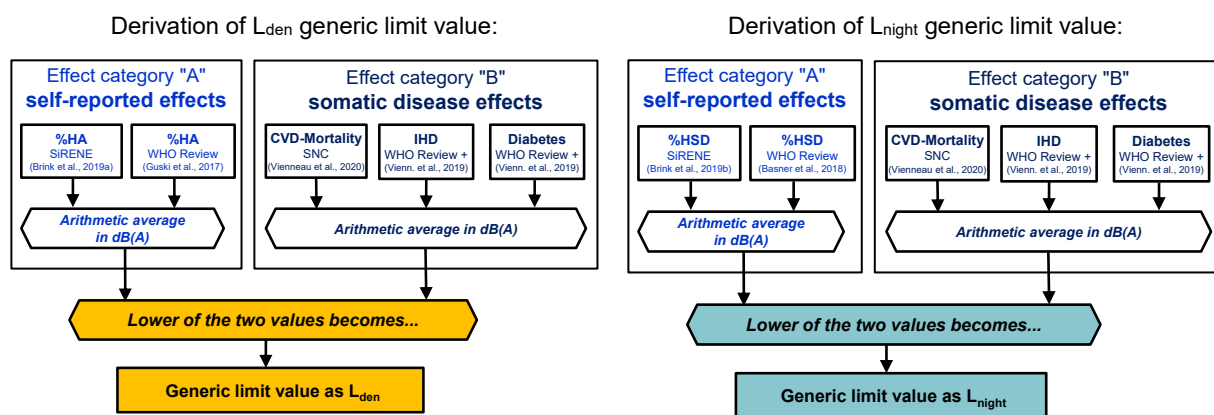 Derivation of Lden generic limit value:
Effect category "A"
self-reported effects
%HA
SiRENE
(Brink et al., 2019a)
%HA
WHO Review
(Guski et al., 2017)
Arithmetic average
in dB(A)
Effect category "B"
somatic disease effects
CVD-Mortality
SNC
(Vienneau et al., 2020)
IHD
WHO Review +
(Vienn. et al., 2019)
Diabetes
WHO Review +
(Vienn. et al., 2019)
Arithmetic average in dB(A)
Lower of the two values becomes...
Generic limit value as Lden
Derivation of Lnight generic limit value:
Effect category "A"
self-reported effects
%HSD
SiRENE
(Brink et al., 2019b)
%HSD
WHO Review
(Basner et al., 2018)
Arithmetic average
in dB(A)
Effect category "B"
somatic disease effects
CVD-Mortality
SNC
(Vienneau et al., 2020)
IHD
WHO Review +
(Vienn. et al., 2019)
Diabetes
WHO Review +
(Vienn. et al., 2019)
Arithmetic average in dB(A)
Lower of the two values becomes...
Generic limit value as Lnight